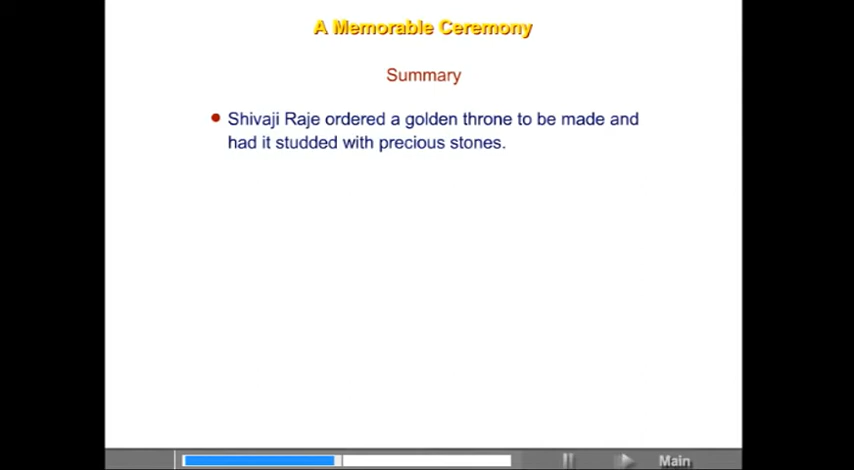 A Memorable Ceremony
Summary
• Shivaji Raje ordered a golden throne to be made and
had it studded with precious stones.
Main